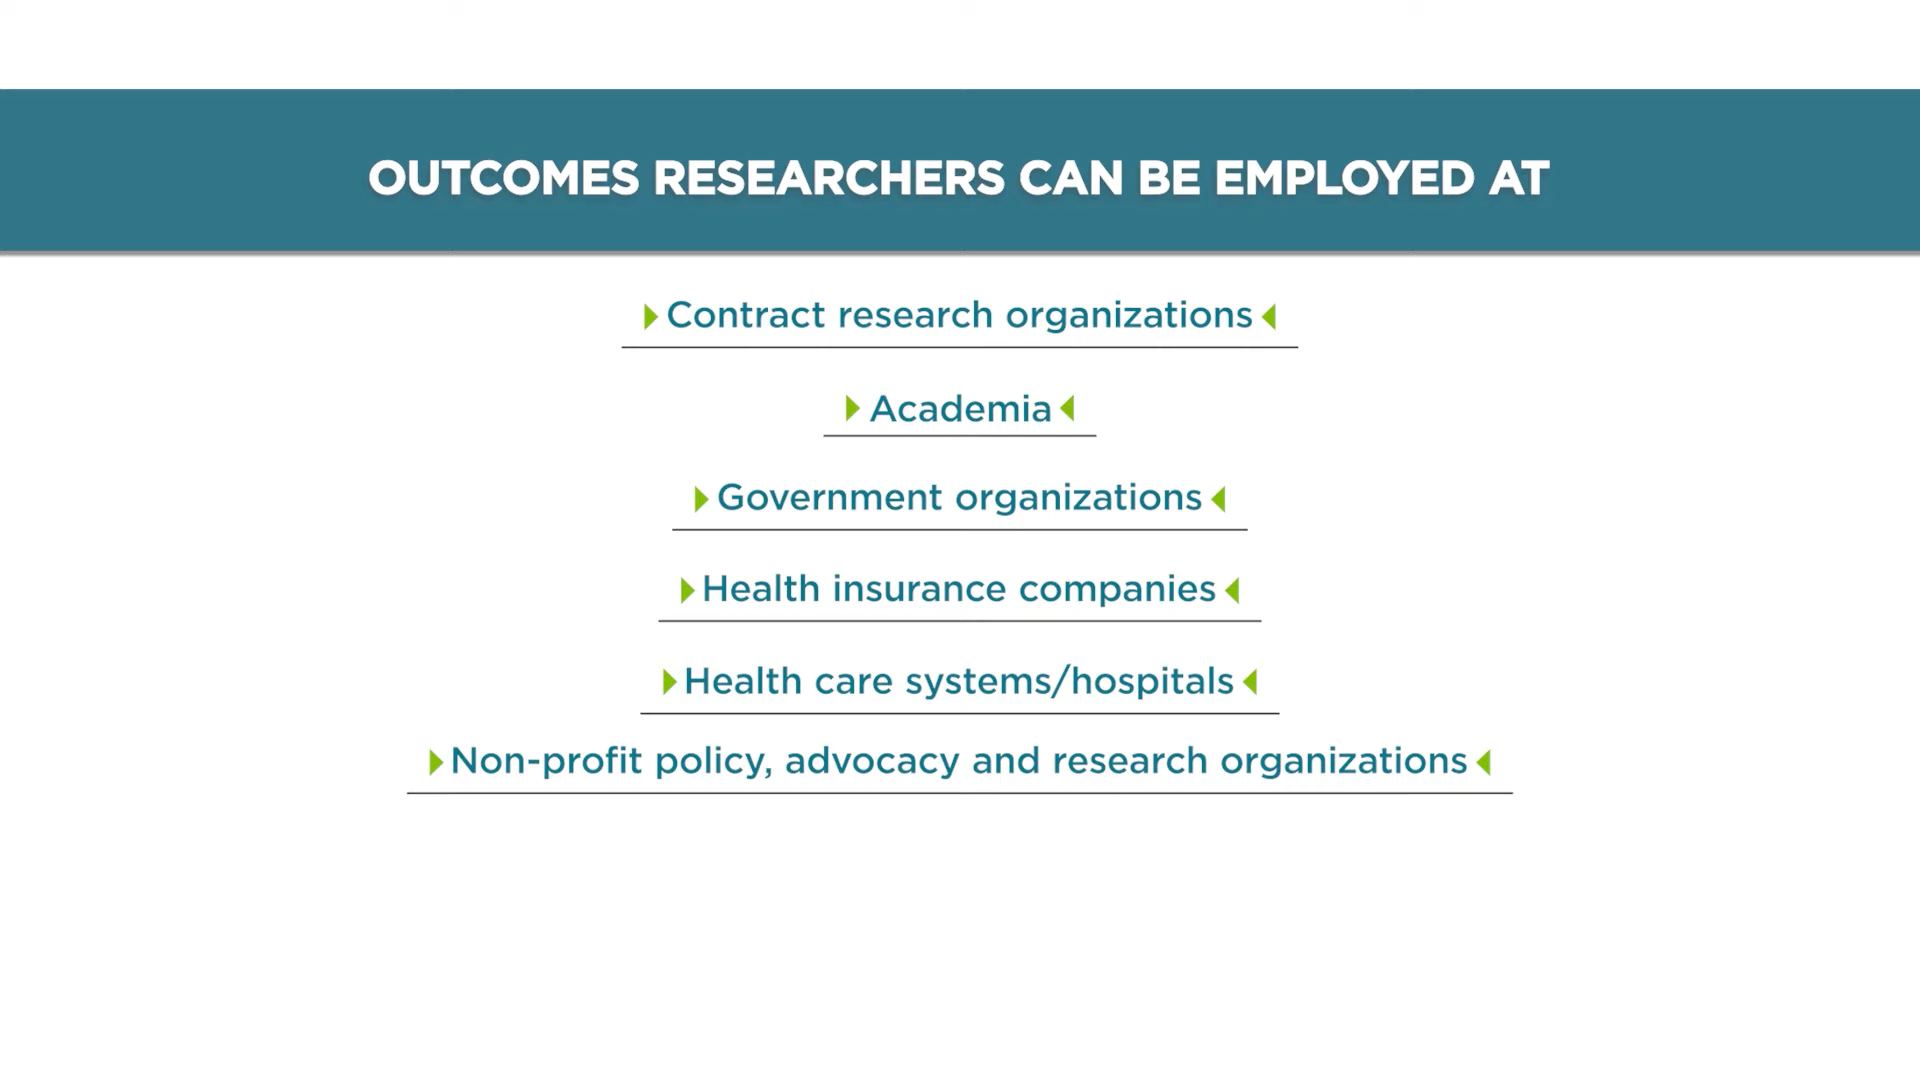 OUTCOMES RESEARCHERS CAN BE EMPLOYED AT
Contract research organizations
Academia
Government organizations
Health insurance companies
Health care systems/hospitals
Non-profit policy, advocacy and research organizations